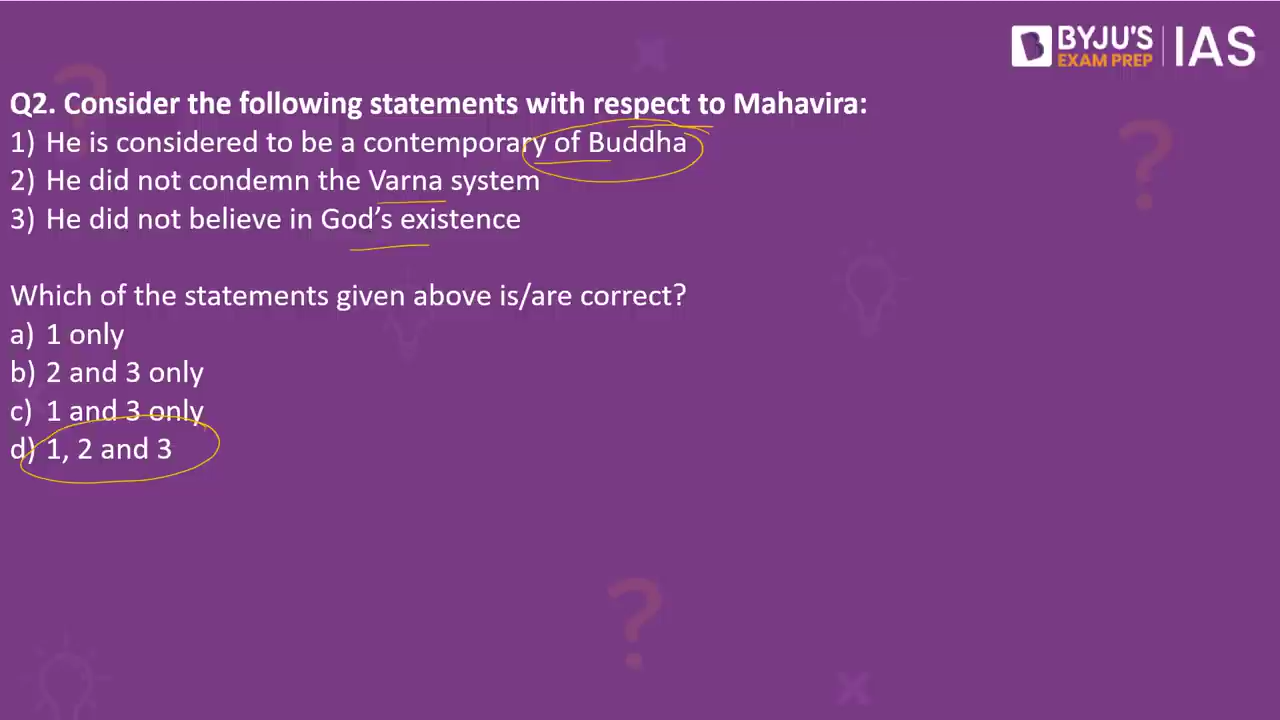 BYJU'S
EXAM PREP
IAS
Q2. Consider the following statements with respect to Mahavira:
1) He is considered to be a contemporary of Buddha
2) He did not condemn the Varna system
3) He did not believe in God's existence
Which of the statements given above is/are correct?
a) 1 only
b) 2 and 3 only
c) 1 and 3 only
d) 1, 2 and 3